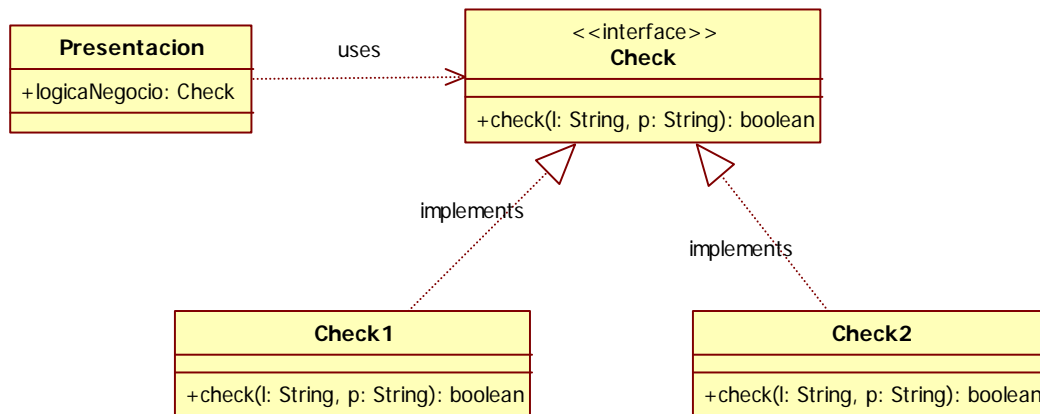 Presentacion
+logicaNegocio: Check
uses
<<interface>>
Check
+check(l: String, p: String): boolean
implements
implements
Check1
+check(l: String, p: String): boolean
Check2
+check(l: String, p: String): boolean